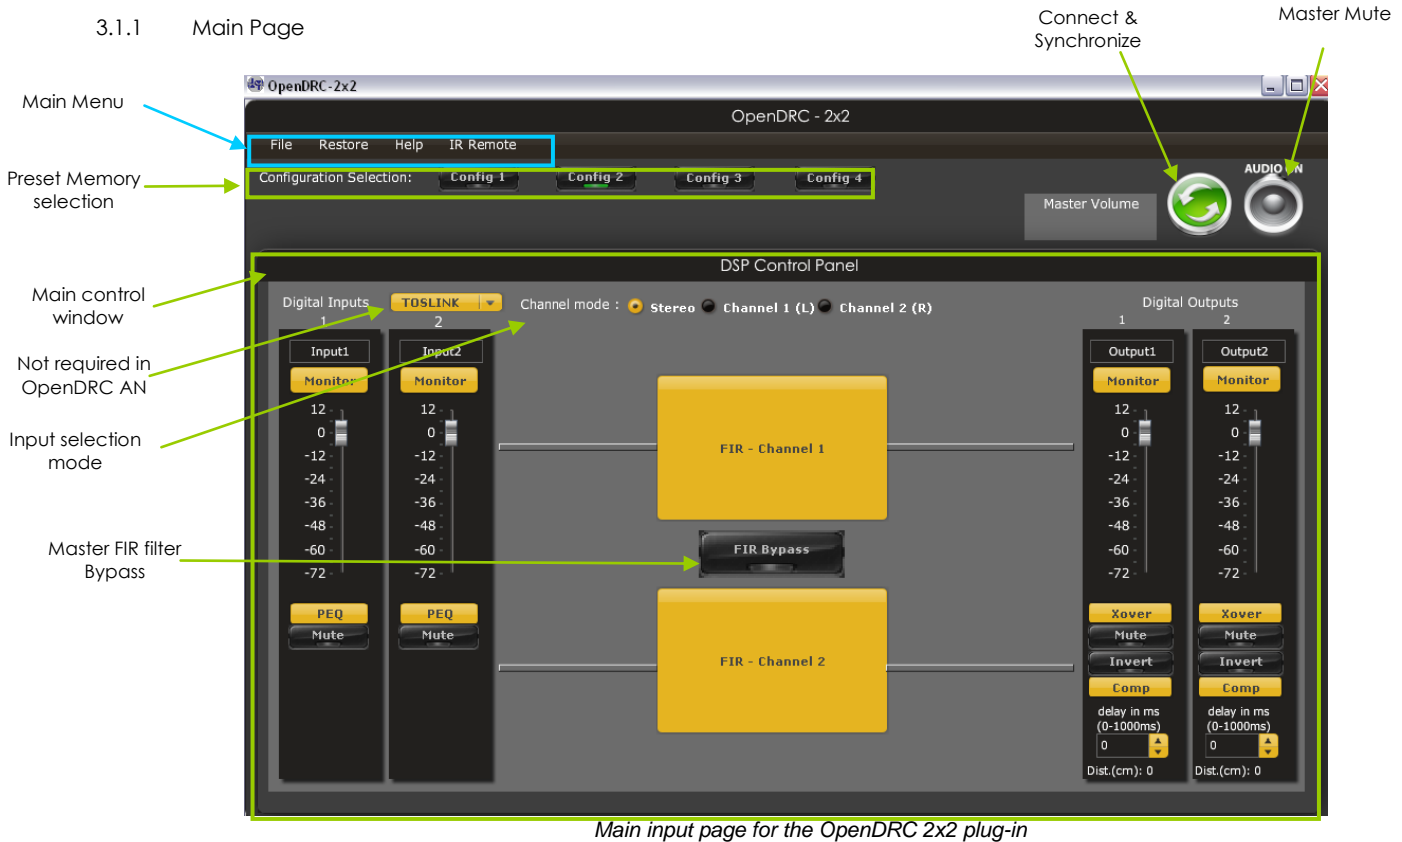 3.1.1 Main Page
Connect &
Synchronize
Master Mute
OpenDRC-2x2
Main Menu
OpenDRC - 2x2
File Restore Help IR Remote
Preset Memory
selection
Configuration Selection: Config 1 Config 2 Config 3 Config 4
AUDIO ON
Master Volume
DSP Control Panel
Main control
window
Digital Inputs TOSLINK Channel mode : Stereo Channel 1 (L) Channel 2 (R) Digital Outputs
1 2 1 2
Not required in
OpenDRC AN
Input1 Input2 Output1 Output2
Monitor Monitor Monitor Monitor
12 12 12 12
0 0 0 0
Input selection
mode
-12 -12 -12 -12
FIR - Channel 1
-24 -24 -24 -24
-36 -36 -36 -36
-48 -48 -48 -48
Master FIR filter
Bypass
FIR Bypass
-60 -60 -60 -60
-72 -72 -72 -72
PEQ PEQ Xover Xover
Mute Mute Mute Mute
FIR - Channel 2
Invert Invert
Comp Comp
delay in ms delay in ms
(0-1000ms) (0-1000ms)
0 0
Dist.(cm): 0 Dist.(cm): 0
Main input page for the OpenDRC 2x2 plug-in